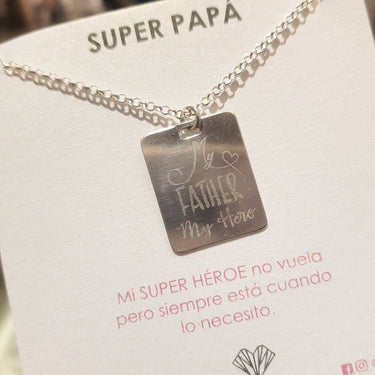 SUPER PAPÁ
My
FATHER
My Hero
Mi SUPER HÉROE no vuela
pero siempre está cuando
lo necesito.